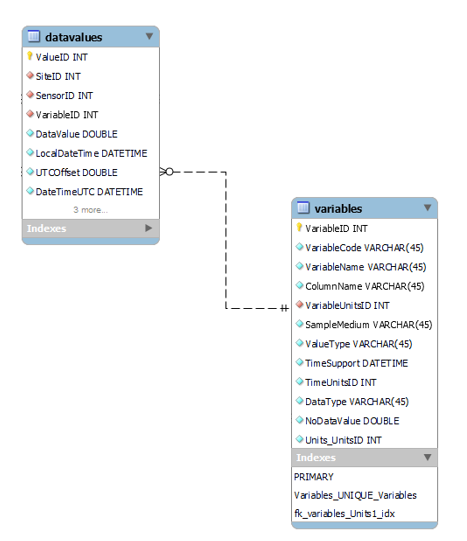 datavalues
ValueID INT
SiteID INT
SensorID INT
VariableID INT
DataValue DOUBLE
LocalDateTime DATETIME
UTCOffset DOUBLE
DateTimeUTC DATETIME
3 more...
Indexes
variables
VariableID INT
VariableCode VARCHAR(45)
VariableName VARCHAR(45)
ColumnName VARCHAR(45)
VariableUnitsID INT
SampleMedium VARCHAR(45)
ValueType VARCHAR(45)
TimeSupport DATETIME
TimeUnitsID INT
DataType VARCHAR(45)
NoDataValue DOUBLE
Units_UnitsID INT
Indexes
PRIMARY
Variables_UNIQUE_Variables
fk_variables_Units1_idx